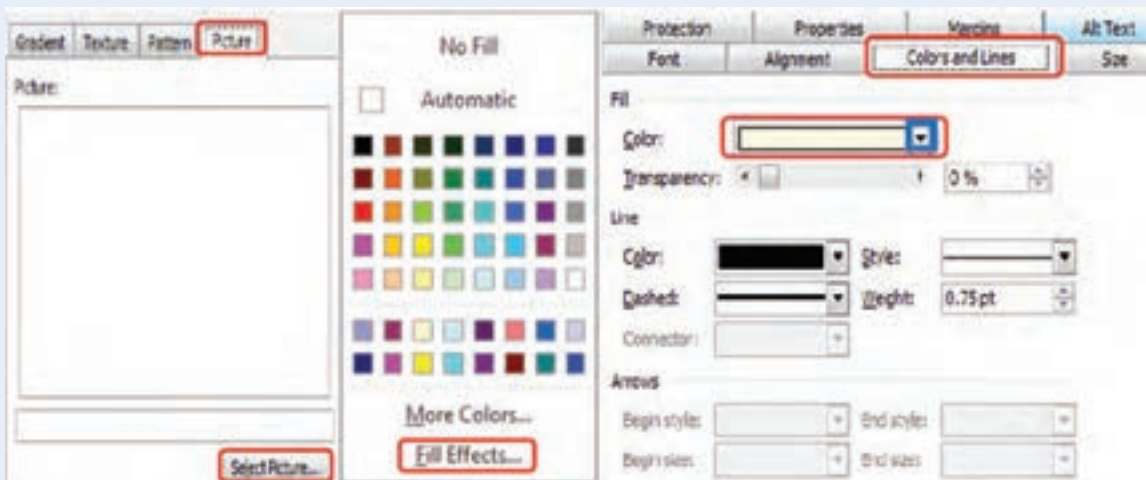 Gradient Texture Pattern Picture
Picture:
Select Picture...
No Fill
Automatic
More Colors...
Fill Effects...
Protection Properties Margins Alt Text
Font Alignment Colors and Lines Size
Fill
Color:
Transparency: 0 %
Line
Color: Style:
Dashed: Weight: 0.75 pt
Connector:
Arrows
Begin style: End style:
Begin size: End size: